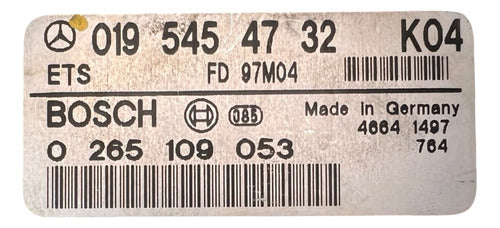 019 545 47 32 K04
ETS FD 97M04
BOSCH 085 Made in Germany
4664 1497
0 265 109 053 764